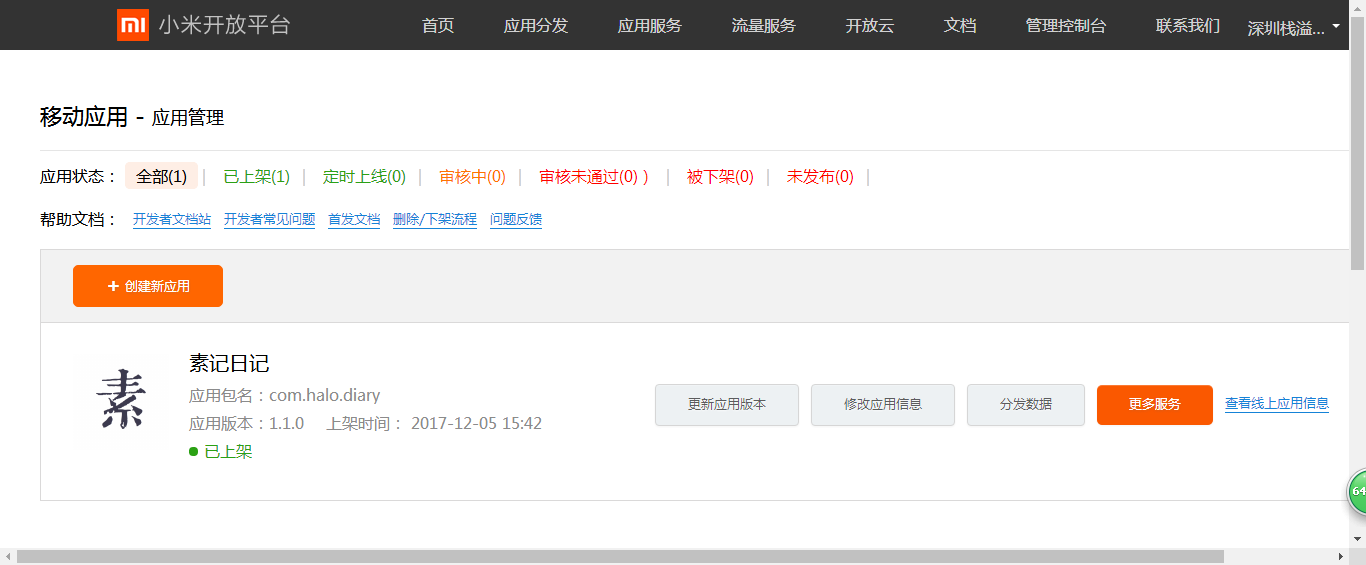 小米开放平台 首页 应用分发 应用服务 流量服务 开放云 文档 管理控制台 联系我们 深圳栈溢...
移动应用 - 应用管理
应用状态： 全部(1) | 已上架(1) | 定时上线(0) | 审核中(0) | 审核未通过(0) ) | 被下架(0) | 未发布(0) |
帮助文档： 开发者文档站 开发者常见问题 首发文档 删除/下架流程 问题反馈
+ 创建新应用
素
素记日记
应用包名：com.halo.diary
应用版本：1.1.0 上架时间： 2017-12-05 15:42
已上架
更新应用版本 修改应用信息 分发数据 更多服务 查看线上应用信息
64